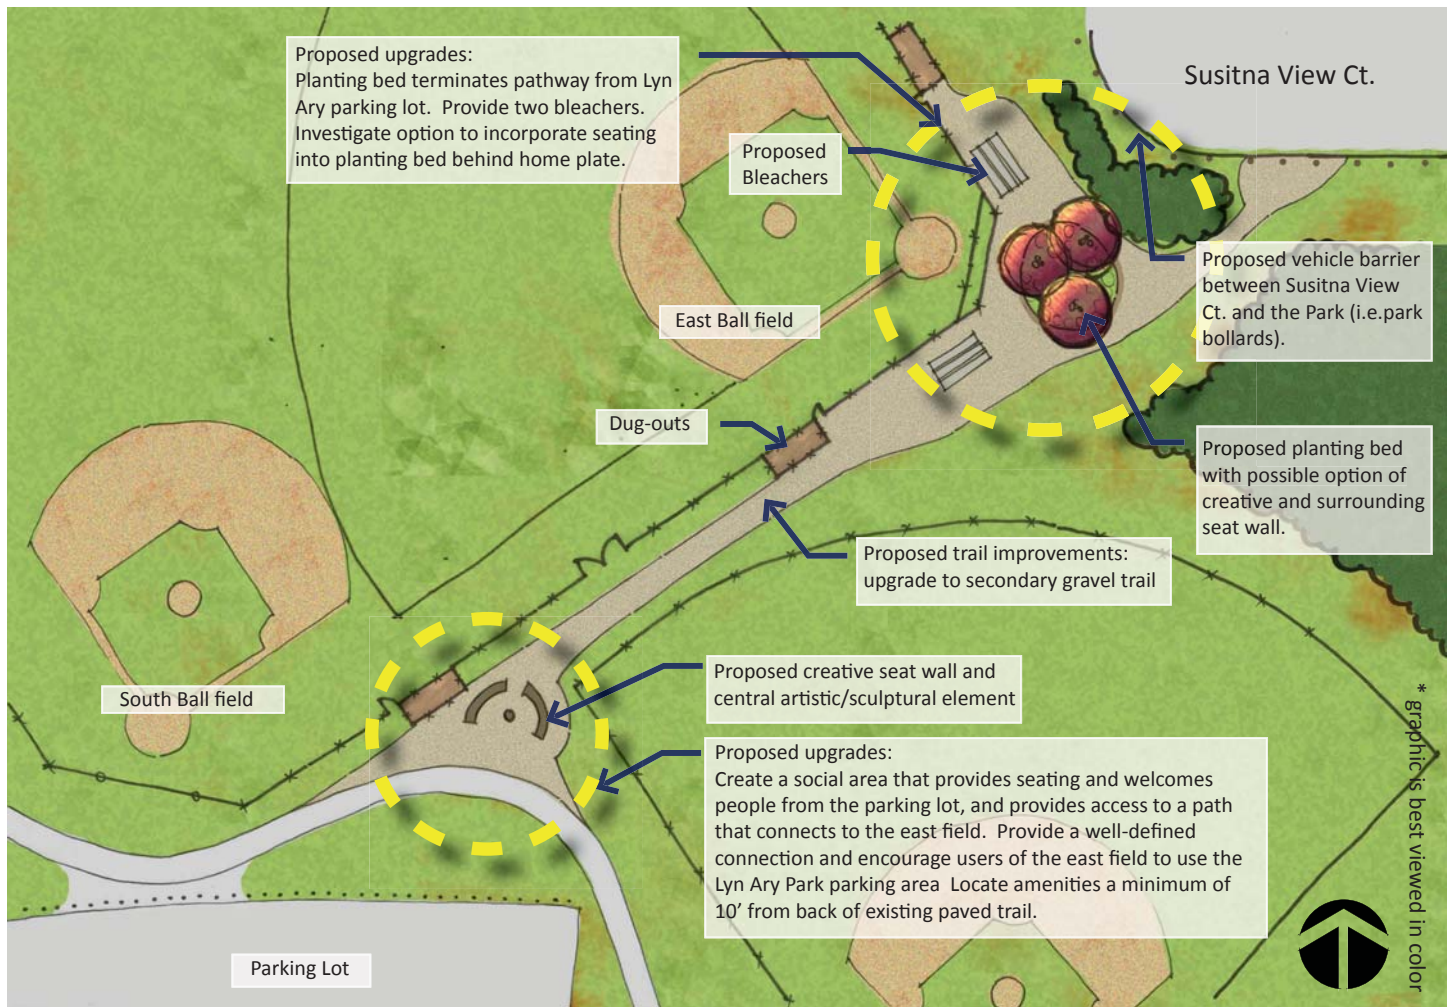 Proposed upgrades:
Planting bed terminates pathway from Lyn
Ary parking lot.  Provide two bleachers.
Investigate option to incorporate seating
into planting bed behind home plate.
Susitna View Ct.
Proposed
Bleachers
Proposed vehicle barrier
between Susitna View
Ct. and the Park (i.e.park
bollards).
East Ball field
Dug-outs
Proposed planting bed
with possible option of
creative and surrounding
seat wall.
Proposed trail improvements:
upgrade to secondary gravel trail
South Ball field
Proposed creative seat wall and
central artistic/sculptural element
Proposed upgrades:
Create a social area that provides seating and welcomes
people from the parking lot, and provides access to a path
that connects to the east field.  Provide a well-defined
connection and encourage users of the east field to use the
Lyn Ary Park parking area  Locate amenities a minimum of
10’ from back of existing paved trail.
* graphic is best viewed in color
Parking Lot